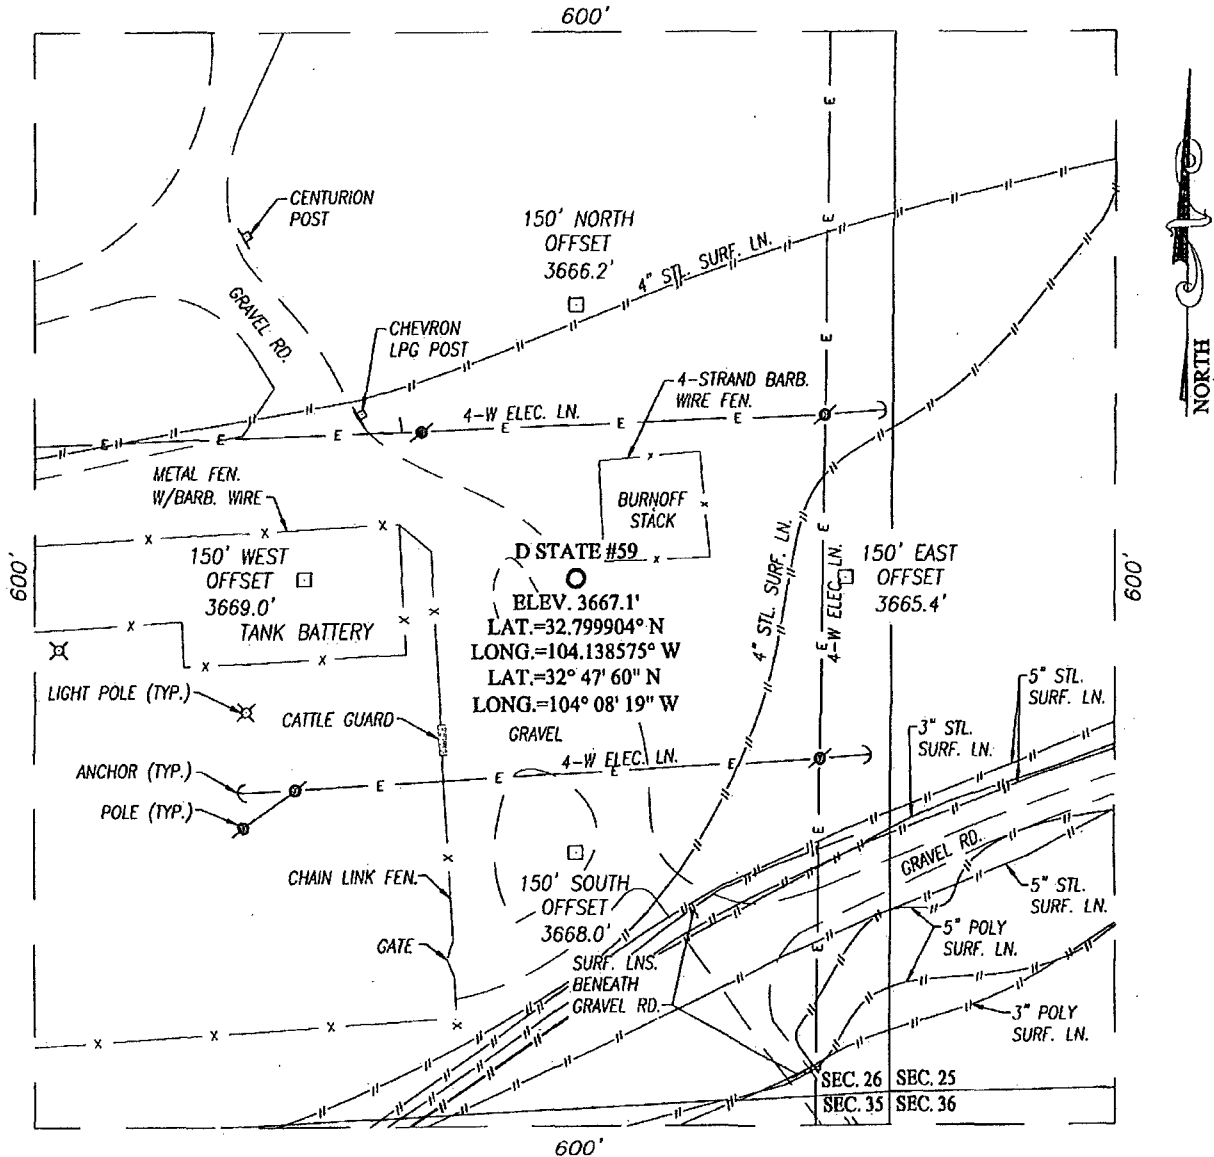 600'
CENTURION
POST
150' NORTH
OFFSET
3666.2'
4" STL. SURF. LN.
E
E
GRAVEL RD.
CHEVRON
LPG POST
NORTH
4-STRAND BARB.
WIRE FEN.
4-W ELEC. LN.
E
E
E
E
E
E
E
METAL FEN.
W/BARB. WIRE
BURNOFF
STACK
X
X
X
X
X
150' WEST
OFFSET
3669.0'
TANK BATTERY
D STATE #59
ELEV. 3667.1'
LAT.=32.799904° N
LONG.=104.138575° W
LAT.=32° 47' 60" N
LONG.=104° 08' 19" W
GRAVEL
4" STL. SURF. LN.
4-W ELEC. LN.
E
E
150' EAST
OFFSET
3665.4'
600'
600'
X
X
X
X
X
LIGHT POLE (TYP.)
CATTLE GUARD
5" STL.
SURF. LN.
3" STL.
SURF. LN.
ANCHOR (TYP.)
POLE (TYP.)
E
E
4-W ELEC. LN.
E
E
E
X
CHAIN LINK FEN.
GATE
150' SOUTH
OFFSET
3668.0'
GRAVEL RD.
5" STL.
SURF. LN.
5" POLY
SURF. LN.
E
SURF. LNS.
BENEATH
GRAVEL RD.
3" POLY
SURF. LN.
X
X
X
X
SEC. 26
SEC. 25
SEC. 35
SEC. 36
600'